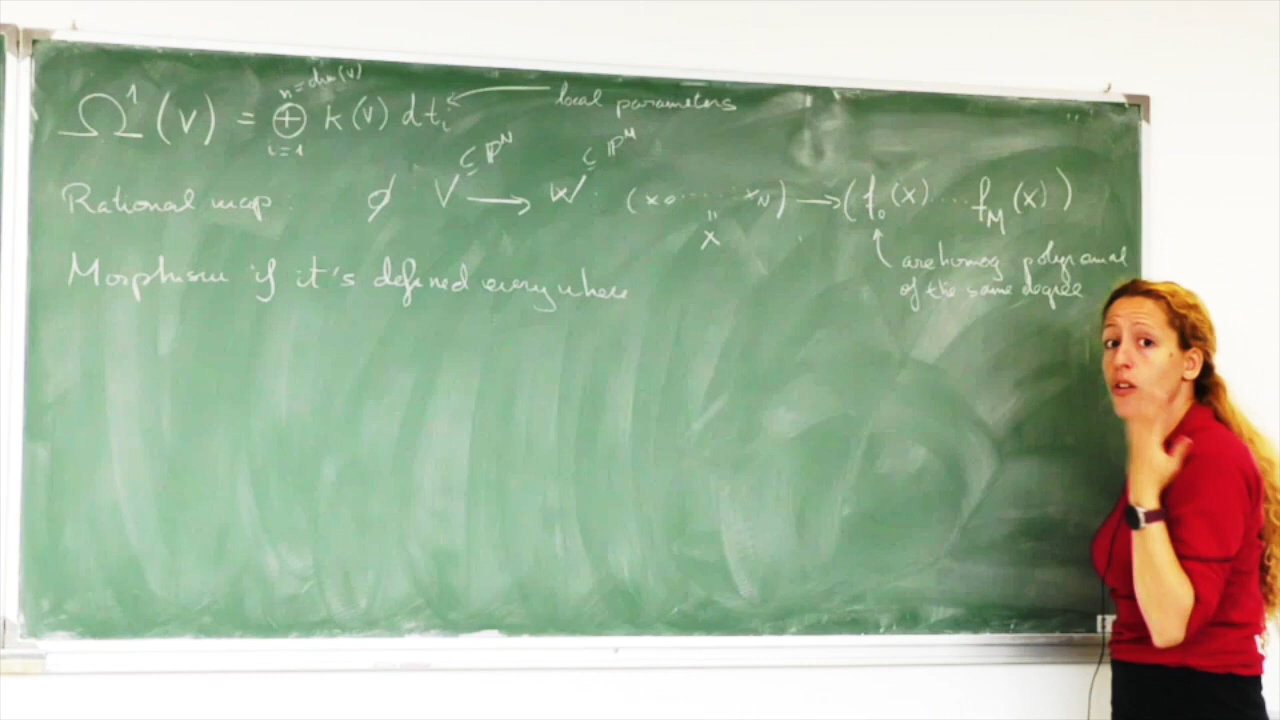 Ω¹(V) = ⊕_{i=1}^{n=dim(V)} k(V) dtᵢ ← local parameters
Rational map : ϕ V ⊆ ℙᴺ → W ⊆ ℙᴹ : (x₀ ..... x_N) → (f₀(x) .... f_M(x))
" x
are homog polynomial
of the same degree
Morphism if it's defined everywhere